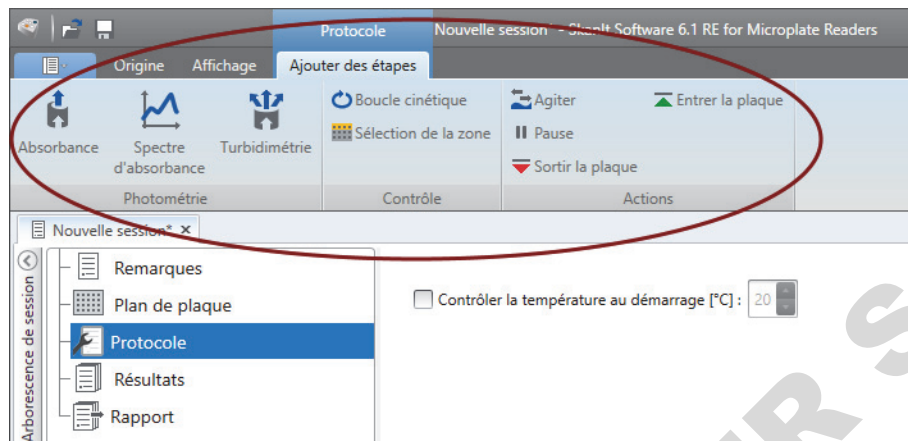 Protocole
Nouvelle session* - SkanIt Software 6.1 RE for Microplate Readers
Origine
Affichage
Ajouter des étapes
Absorbance
Spectre
d'absorbance
Turbidimétrie
Photométrie
Boucle cinétique
Sélection de la zone
Contrôle
Agiter
Pause
Sortir la plaque
Entrer la plaque
Actions
Nouvelle session*
Arborescence de session
Remarques
Plan de plaque
Protocole
Résultats
Rapport
Contrôler la température au démarrage [°C] : 20